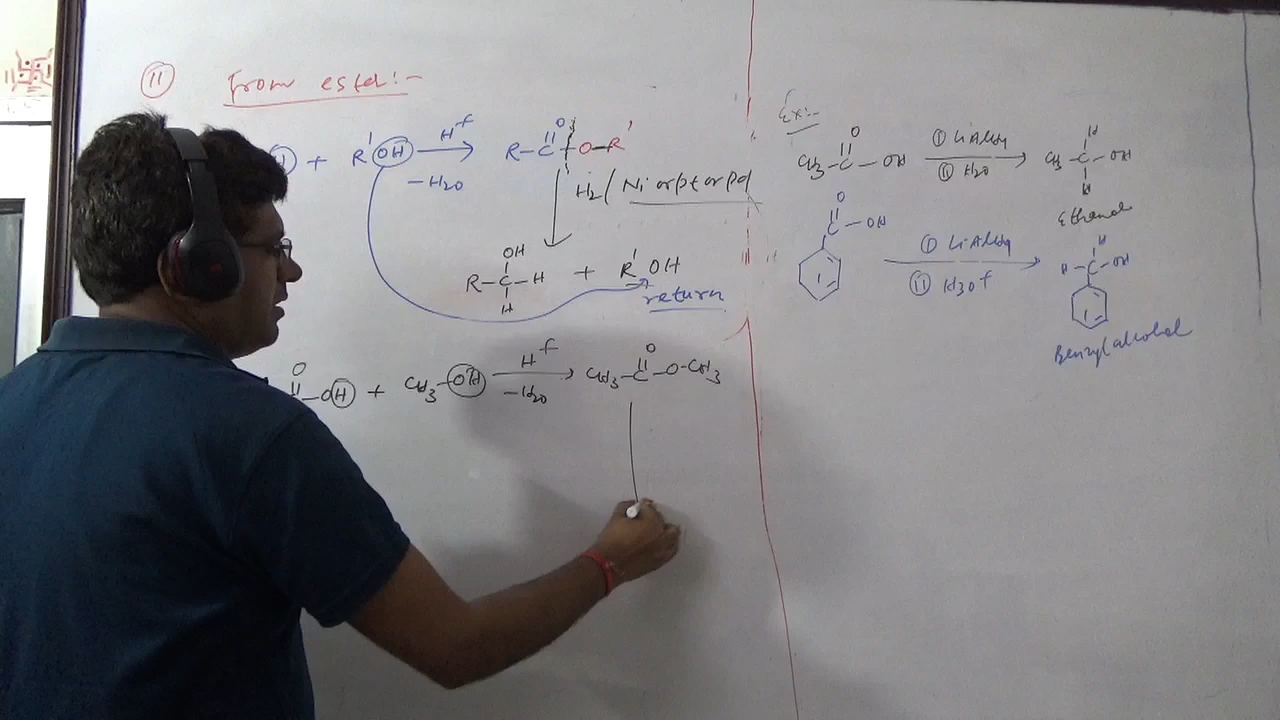 II From ester:-
+ R'OH H+ -H2O R-C-O-R'
O
H2/Ni or pt or pd
OH
R-C-H + R'OH
H
return
O
-OH + CH3-OH H+ -H2O CH3-C-O-CH3
O
Ex:-
O H
CH3-C-OH I LiAlH4 II H2O CH3-C-OH
H
Ethanol
O
C-OH I LiAlH4 II H3O+ H-C-OH
H
Benzyl alcohol